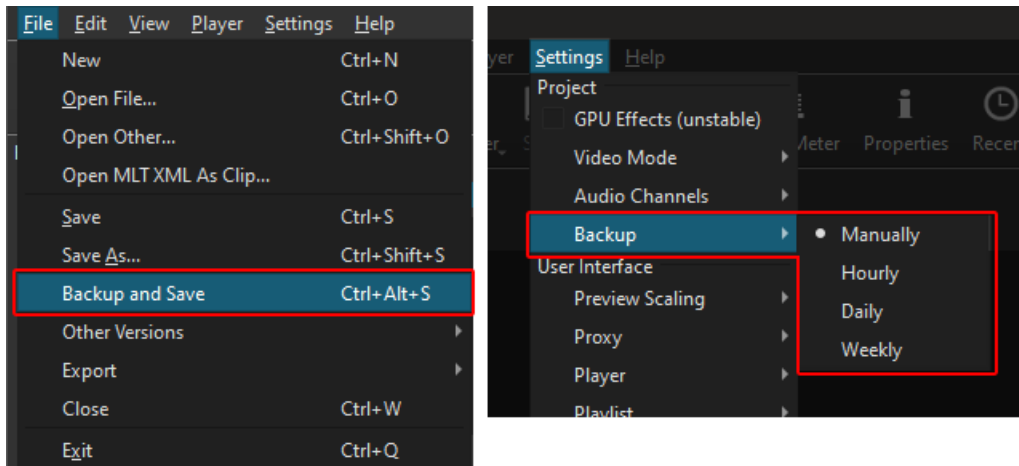 File Edit View Player Settings Help
New Ctrl+N
Open File... Ctrl+O
Open Other... Ctrl+Shift+O
Open MLT XML As Clip...
Save Ctrl+S
Save As... Ctrl+Shift+S
Backup and Save Ctrl+Alt+S
Other Versions
Export
Close Ctrl+W
Exit Ctrl+Q
yer Settings Help
Project
GPU Effects (unstable)
Meter Properties Recen
Video Mode
Audio Channels
Backup
Manually
Hourly
Daily
Weekly
User Interface
Preview Scaling
Proxy
Player
Playlist